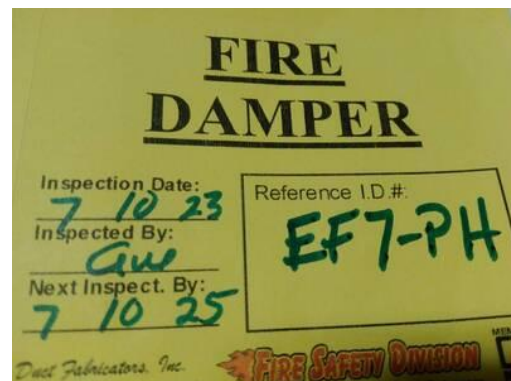 FIRE
DAMPER
Inspection Date:
7 10 23
Inspected By:
Next Inspect. By:
7 10 25
Reference I.D.#:
EF7-PH
Duct Fabricators, Inc.
FIRE SAFETY DIVISION